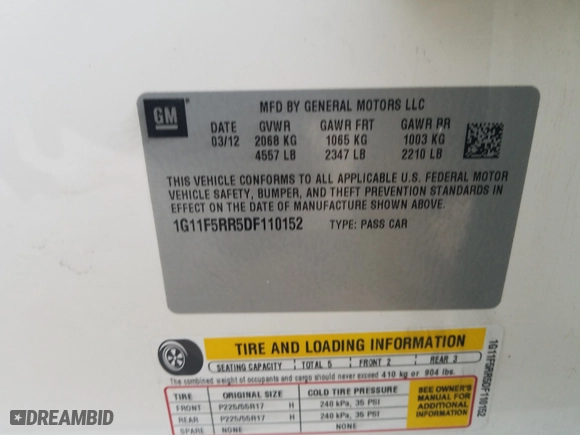 GM
MFD BY GENERAL MOTORS LLC
DATE GVWR GAWR FRT GAWR RR
03/12 2068 KG 1065 KG 1003 KG
4557 LB 2347 LB 2210 LB
THIS VEHICLE CONFORMS TO ALL APPLICABLE U.S. FEDERAL MOTOR
VEHICLE SAFETY, BUMPER, AND THEFT PREVENTION STANDARDS IN
EFFECT ON THE DATE OF MANUFACTURE SHOWN ABOVE.
1G11F5RR5DF110152 TYPE: PASS CAR
TIRE AND LOADING INFORMATION
SEATING CAPACITY TOTAL 5 FRONT 2 REAR 3
The combined weight of occupants and cargo should never exceed 410 kg or 904 lbs.
TIRE SIZE COLD TIRE PRESSURE
FRONT P225/55R17 H 240 kPa, 35 PSI
REAR P225/55R17 H 240 kPa, 35 PSI
SPARE NONE NONE
SEE OWNER'S
MANUAL FOR
ADDITIONAL
INFORMATION
1G11F5RR5DF110152
DREAMBID